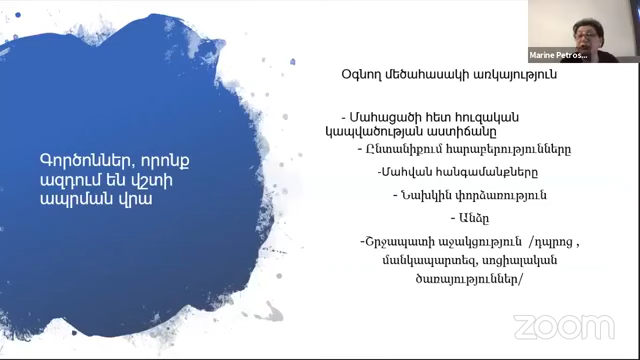 Marine Petros...
Գործոններ, որոնք
ազդում են վշտի
ապրման վրա
Օգնող մեծահասակի առկայություն
- Մահացածի հետ հուզական
կապվածության աստիճանը
- Ընտանիքում հարաբերությունները
-Մահվան հանգամանքները
- Նախկին փորձառություն
- Անձը
-Շրջապատի աջակցություն /դպրոց ,
մանկապարտեզ, սոցիալական
ծառայություններ/
zoom